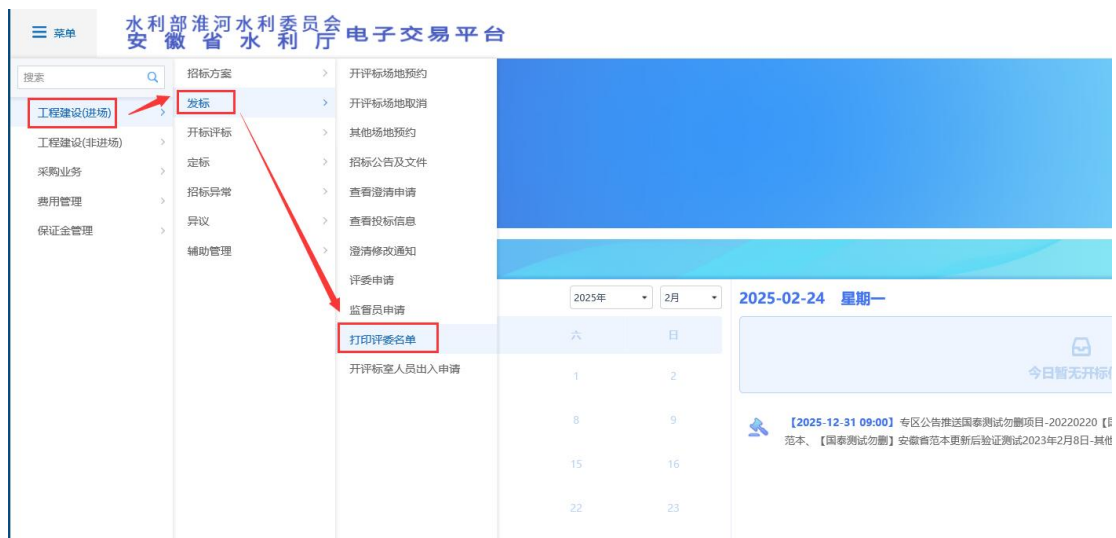 菜单
水利部淮河水利委员会
安徽省水利厅
电子交易平台
搜索
工程建设(进场)
工程建设(非进场)
采购业务
费用管理
保证金管理
招标方案
发标
开标评标
定标
招标异常
异议
辅助管理
开评标场地预约
开评标场地取消
其他场地预约
招标公告及文件
查看澄清申请
查看投标信息
澄清修改通知
评委申请
监督员申请
打印评委名单
开评标室人员出入申请
2025年 2月
六 日
1 2
8 9
15 16
22 23
2025-02-24 星期一
今日暂无开标
【2025-12-31 09:00】专区公告推送国泰测试勿删项目-20220220【
范本、【国泰测试勿删】安徽省范本更新后验证测试2023年2月8日-其他